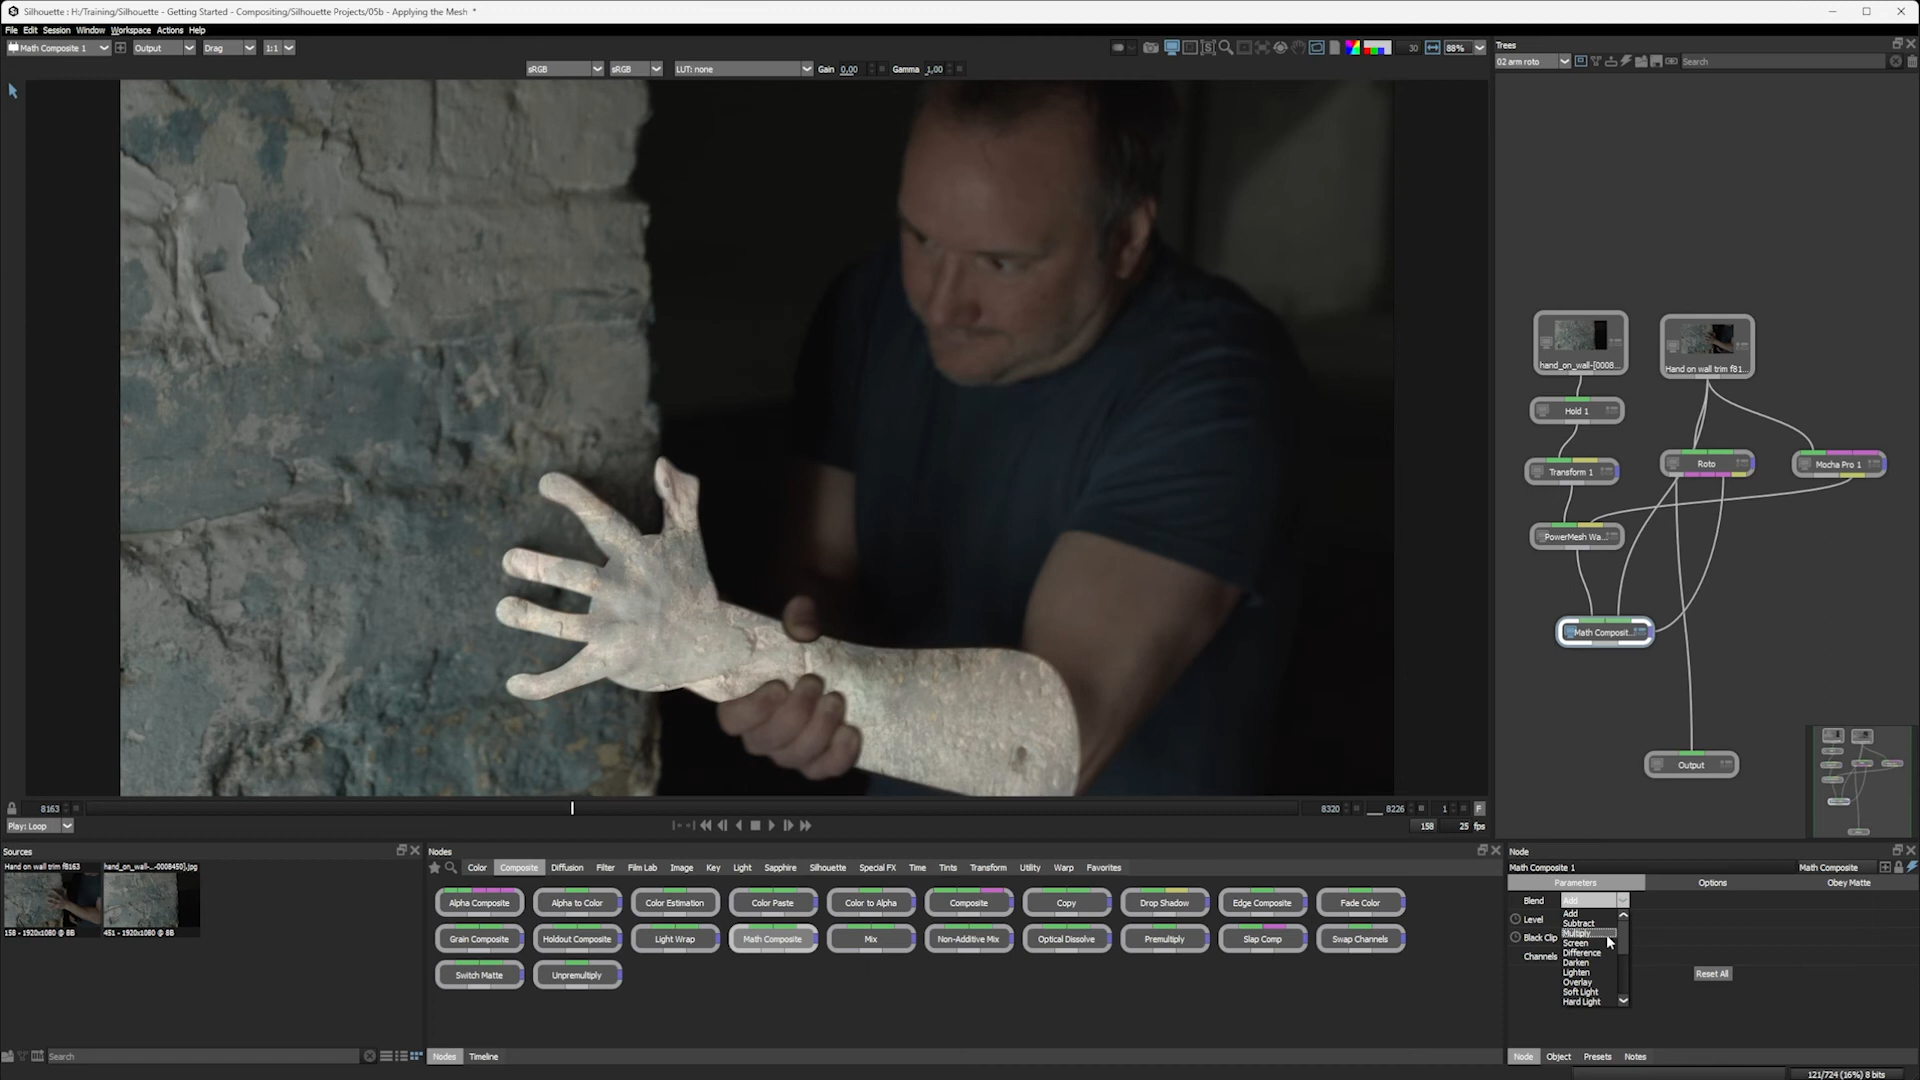 Silhouette : H:/Training/Silhouette - Getting Started - Compositing/Silhouette Projects/05b - Applying the Mesh *
File Edit Session Window Workspace Actions Help
Math Composite 1 Output Drag 1:1 30 88%
sRGB sRGB LUT: none Gain 0.00 Gamma 1.00
Trees
02 arm roto Search
hand_on_wall-[0008...
Hand on wall trim f81...
Hold 1
Roto
Mocha Pro 1
Transform 1
PowerMesh Wa...
Math Composit...
Output
8163 8320 8226 1 F
Play: Loop 158 25 fps
Sources
Hand on wall trim f8163 hand_on_wall-...-0008450].jpg
158 - 1920x1080 @ 8B 451 - 1920x1080 @ 8B
Search
Nodes
Color Composite Diffusion Filter Film Lab Image Key Light Sapphire Silhouette Special FX Time Tints Transform Utility Warp Favorites
Alpha Composite Alpha to Color Color Estimation Color Paste Color to Alpha Composite Copy Drop Shadow Edge Composite Fade Color
Grain Composite Holdout Composite Light Wrap Math Composite Mix Non-Additive Mix Optical Dissolve Premultiply Slap Comp Swap Channels
Switch Matte Unpremultiply
Nodes Timeline
Node
Math Composite 1 Math Composite
Parameters Options Obey Matte
Blend Add
Level
Black Clip
Channels
Add
Subtract
Multiply
Screen
Difference
Darken
Lighten
Overlay
Soft Light
Hard Light
Reset All
Node Object Presets Notes
121/724 (16%) 8 bits